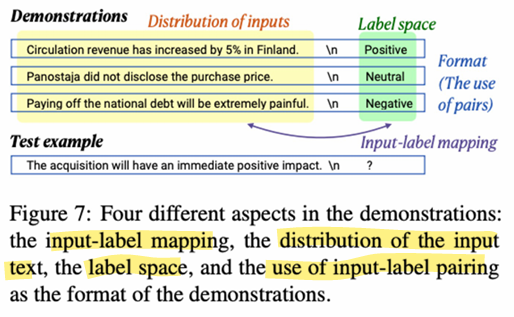 Demonstrations
Distribution of inputs
Label space
Circulation revenue has increased by 5% in Finland. \n Positive
Panostaja did not disclose the purchase price. \n Neutral
Paying off the national debt will be extremely painful. \n Negative
Format
(The use
of pairs)
Input-label mapping
Test example
The acquisition will have an immediate positive impact. \n ?
Figure 7: Four different aspects in the demonstrations:
the input-label mapping, the distribution of the input
text, the label space, and the use of input-label pairing
as the format of the demonstrations.